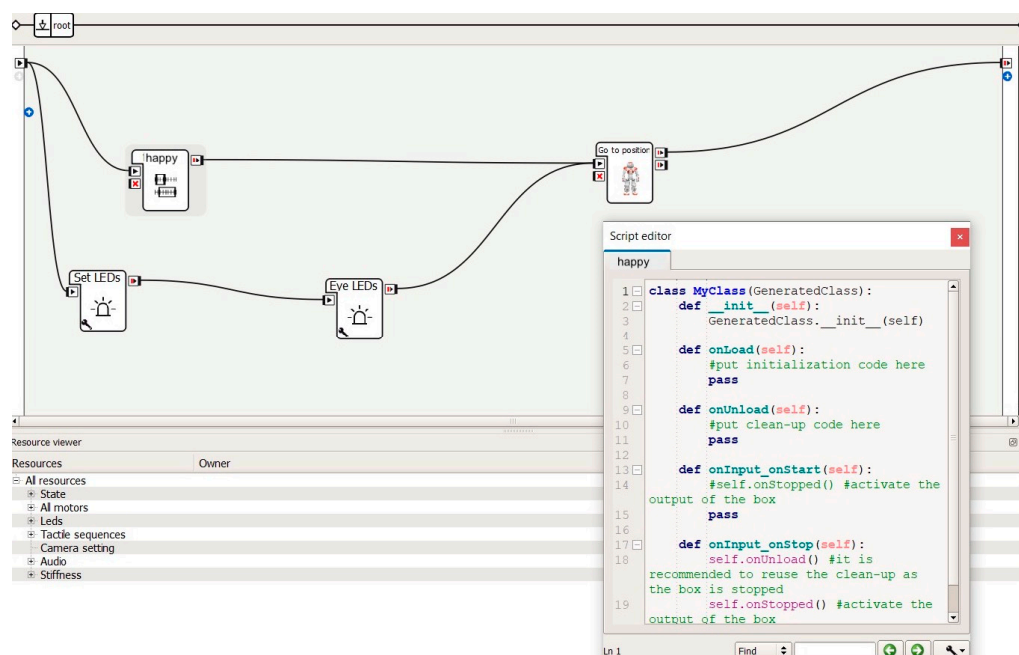 root
happy
Go to position
Set LEDs
Eye LEDs
Script editor
happy
1 class MyClass(GeneratedClass):
2 def __init__(self):
3 GeneratedClass.__init__(self)
4
5 def onLoad(self):
6 #put initialization code here
7 pass
8
9 def onUnload(self):
10 #put clean-up code here
11 pass
12
13 def onInput_onStart(self):
14 #self.onStopped() #activate the
output of the box
15 pass
16
17 def onInput_onStop(self):
18 self.onUnload() #it is
recommended to reuse the clean-up as
the box is stopped
19 self.onStopped() #activate the
output of the box
Ln 1
Find
Resource viewer
Resources Owner
All resources
State
All motors
Leds
Tactile sequences
Camera setting
Audio
Stiffness